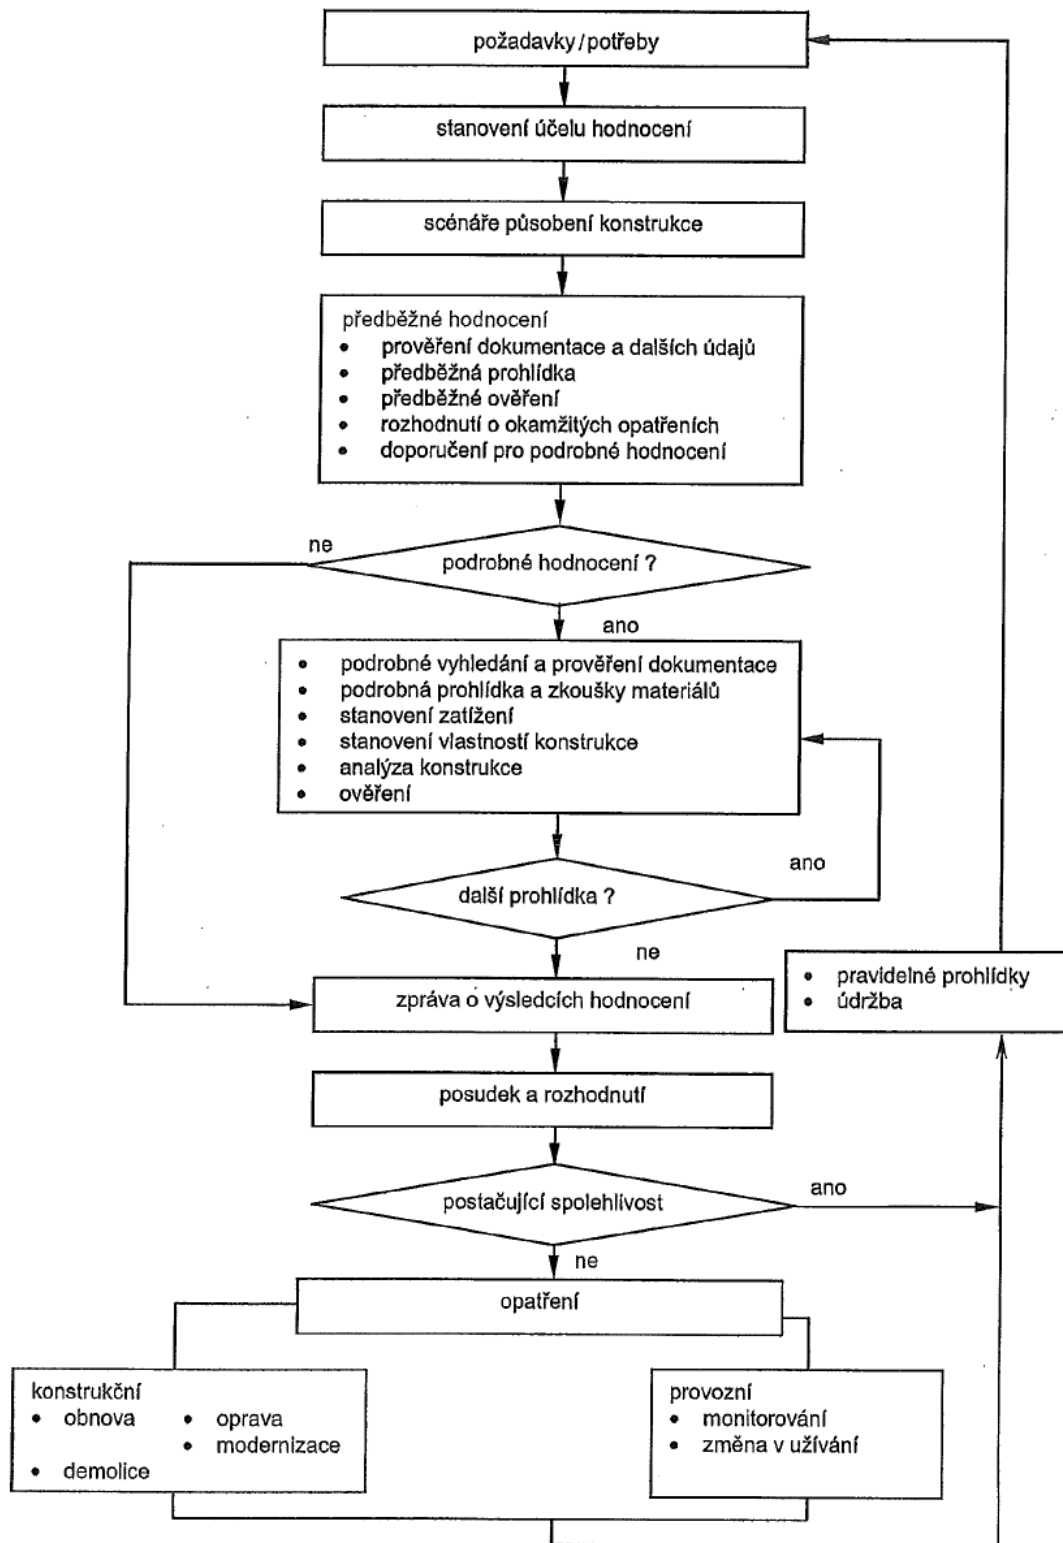 požadavky/potřeby
stanovení účelu hodnocení
scénáře působení konstrukce
předběžné hodnocení
• prověření dokumentace a dalších údajů
• předběžná prohlídka
• předběžné ověření
• rozhodnutí o okamžitých opatřeních
• doporučení pro podrobné hodnocení
ne
podrobné hodnocení ?
ano
• podrobné vyhledání a prověření dokumentace
• podrobná prohlídka a zkoušky materiálů
• stanovení zatížení
• stanovení vlastností konstrukce
• analýza konstrukce
• ověření
ano
další prohlídka ?
ne
• pravidelné prohlídky
• údržba
zpráva o výsledcích hodnocení
posudek a rozhodnutí
postačující spolehlivost
ano
ne
opatření
konstrukční
• obnova • oprava
• modernizace
• demolice
provozní
• monitorování
• změna v užívání